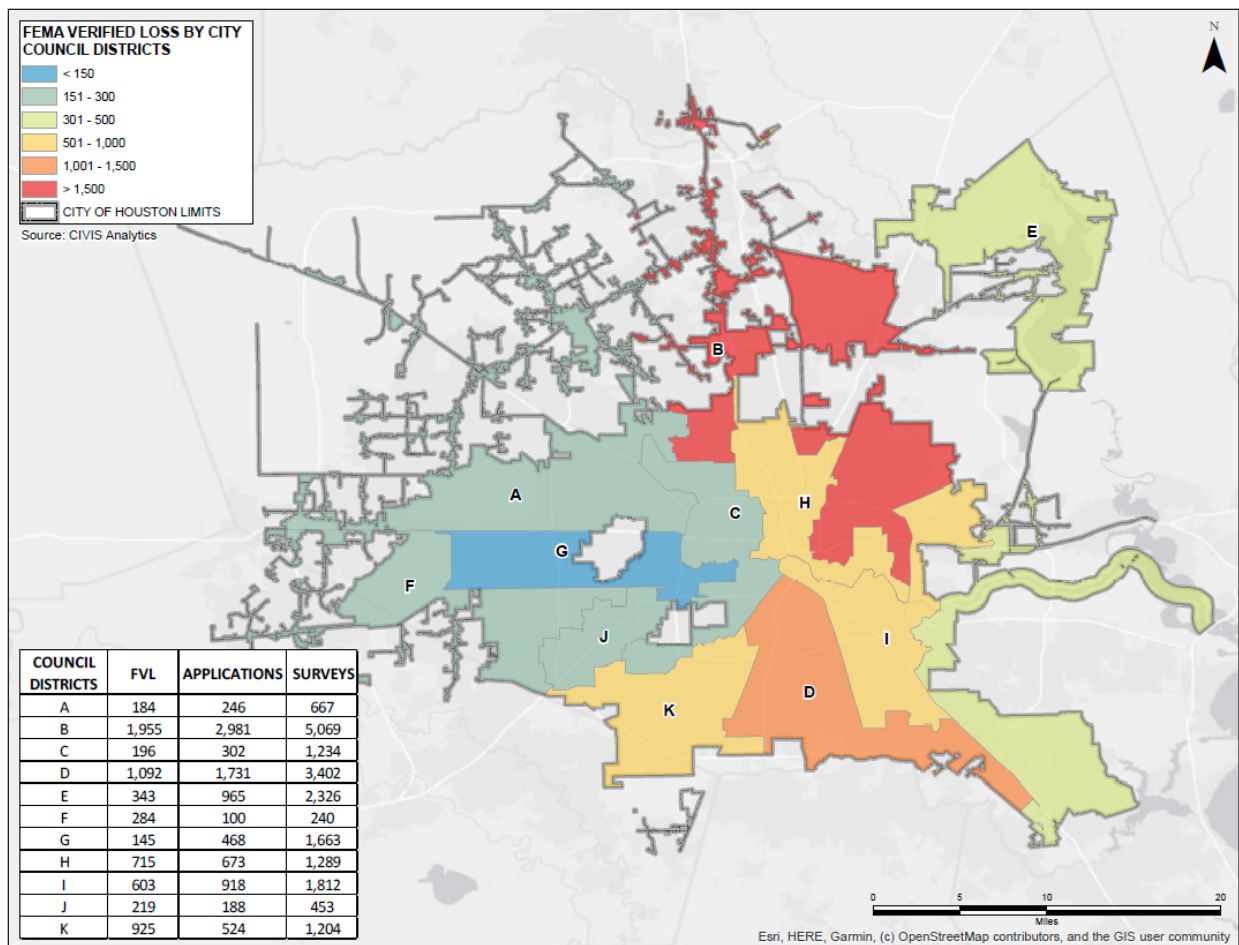 FEMA VERIFIED LOSS BY CITY
COUNCIL DISTRICTS
< 150
151 - 300
301 - 500
501 - 1,000
1,001 - 1,500
> 1,500
CITY OF HOUSTON LIMITS
Source: CIVIS Analytics
N
E
B
A
C
H
G
F
J
I
K
D
COUNCIL DISTRICTS FVL APPLICATIONS SURVEYS
A 184 246 667
B 1,955 2,981 5,069
C 196 302 1,234
D 1,092 1,731 3,402
E 343 965 2,326
F 284 100 240
G 145 468 1,663
H 715 673 1,289
I 603 918 1,812
J 219 188 453
K 925 524 1,204
0 5 10 20
Miles
Esri, HERE, Garmin, (c) OpenStreetMap contributors, and the GIS user community